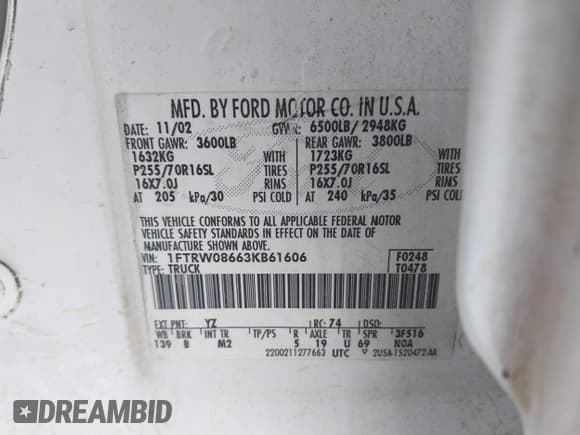 MFD. BY FORD MOTOR CO. IN U.S.A.
DATE: 11/02 GVWR: 6500LB/ 2948KG
FRONT GAWR: 3600LB REAR GAWR: 3800LB
1632KG WITH 1723KG WITH
P255/70R16SL TIRES P255/70R16SL TIRES
16X7.0J RIMS 16X7.0J RIMS
AT 205 kPa/30 PSI COLD AT 240 kPa/35 PSI COLD
THIS VEHICLE CONFORMS TO ALL APPLICABLE FEDERAL MOTOR
VEHICLE SAFETY STANDARDS IN EFFECT ON THE DATE OF
MANUFACTURE SHOWN ABOVE.
VIN: 1FTRW08663KB61606 F0248
TYPE: TRUCK T0478
EXT PNT: YZ RC: 74 DSO:
WB BRK INT TR TP/PS R AXLE TR SPR 3F516
139 B M2 5 19 U 69 N0A
2200211277663 UTC 2USA-1520472-AA
DREAMBID DREAMBID